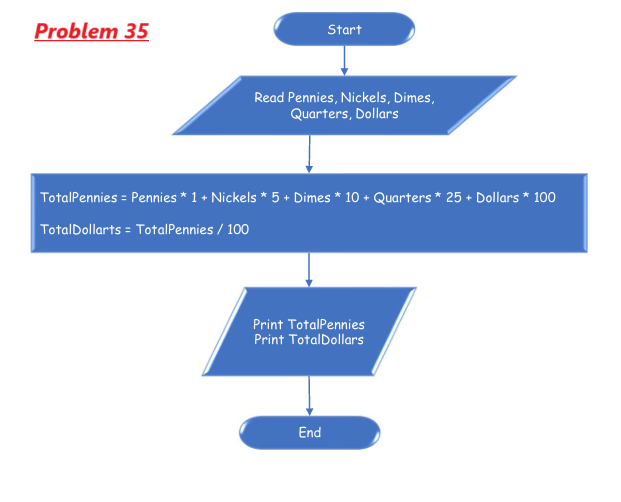 Problem 35
Start
Read Pennies, Nickels, Dimes,
Quarters, Dollars
TotalPennies = Pennies * 1 + Nickels * 5 + Dimes * 10 + Quarters * 25 + Dollars * 100
TotalDollarts = TotalPennies / 100
Print TotalPennies
Print TotalDollars
End